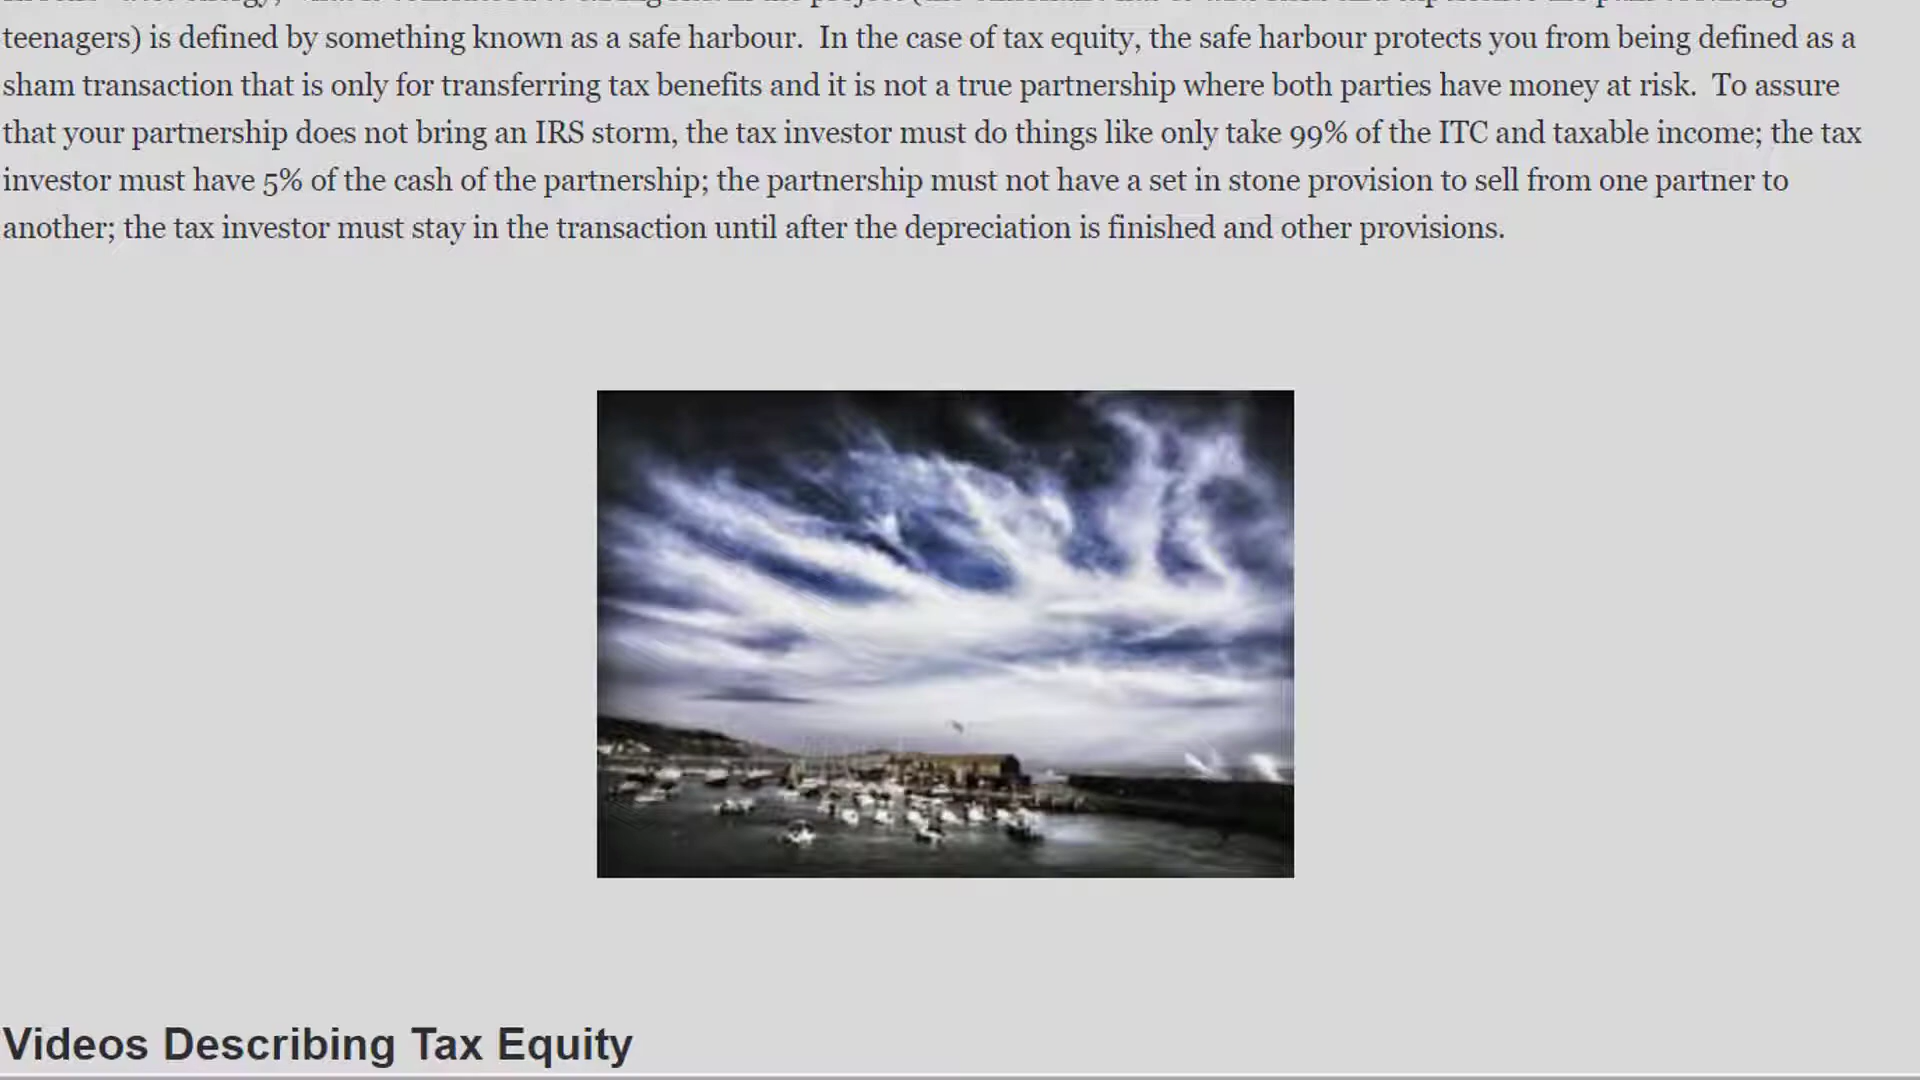 teenagers) is defined by something known as a safe harbour.  In the case of tax equity, the safe harbour protects you from being defined as a
sham transaction that is only for transferring tax benefits and it is not a true partnership where both parties have money at risk.  To assure
that your partnership does not bring an IRS storm, the tax investor must do things like only take 99% of the ITC and taxable income; the tax
investor must have 5% of the cash of the partnership; the partnership must not have a set in stone provision to sell from one partner to
another; the tax investor must stay in the transaction until after the depreciation is finished and other provisions.
Videos Describing Tax Equity